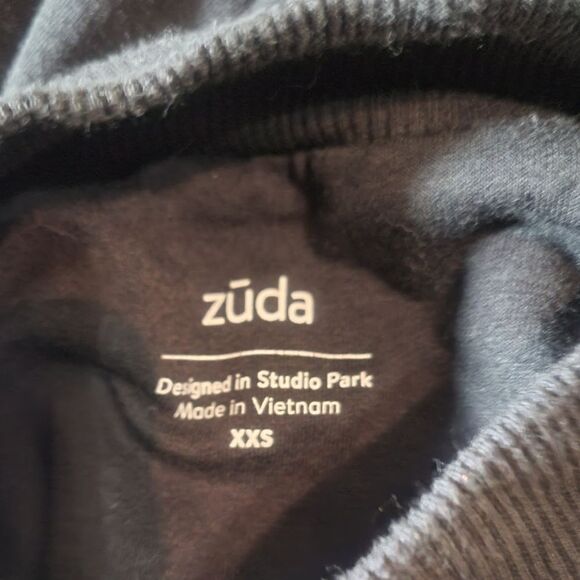 zūda
Designed in Studio Park
Made in Vietnam
XXS